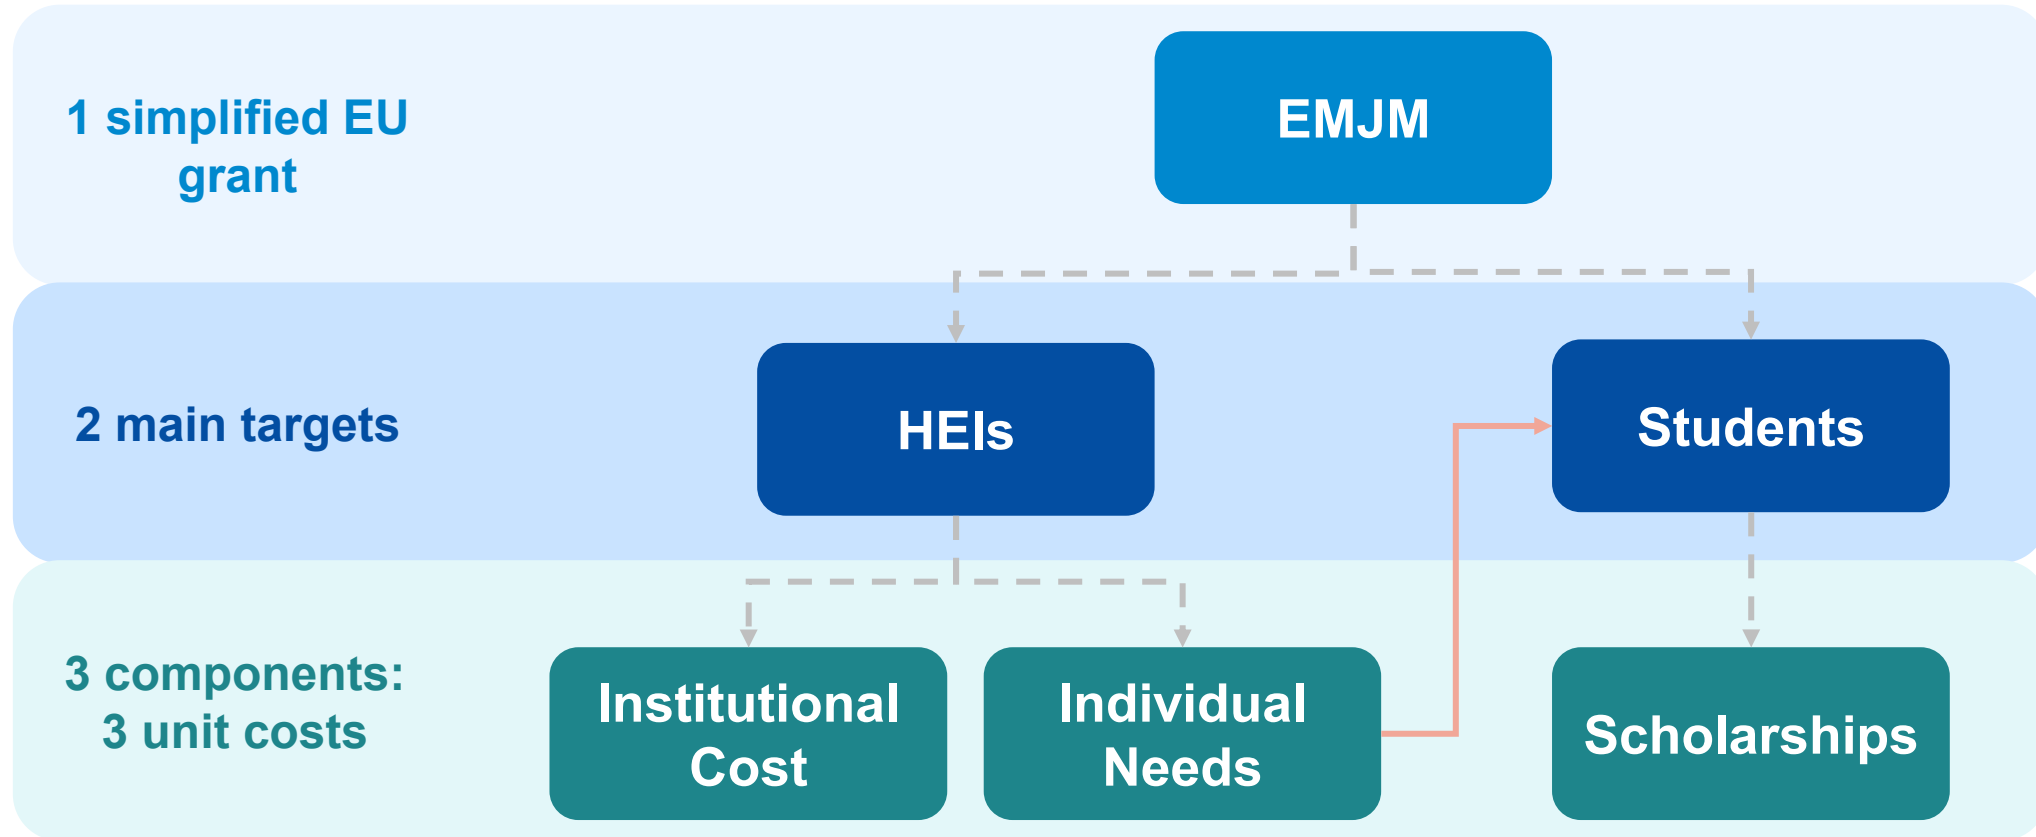 1 simplified EU
grant
EMJM
2 main targets
HEIs
Students
3 components:
3 unit costs
Institutional
Cost
Individual
Needs
Scholarships